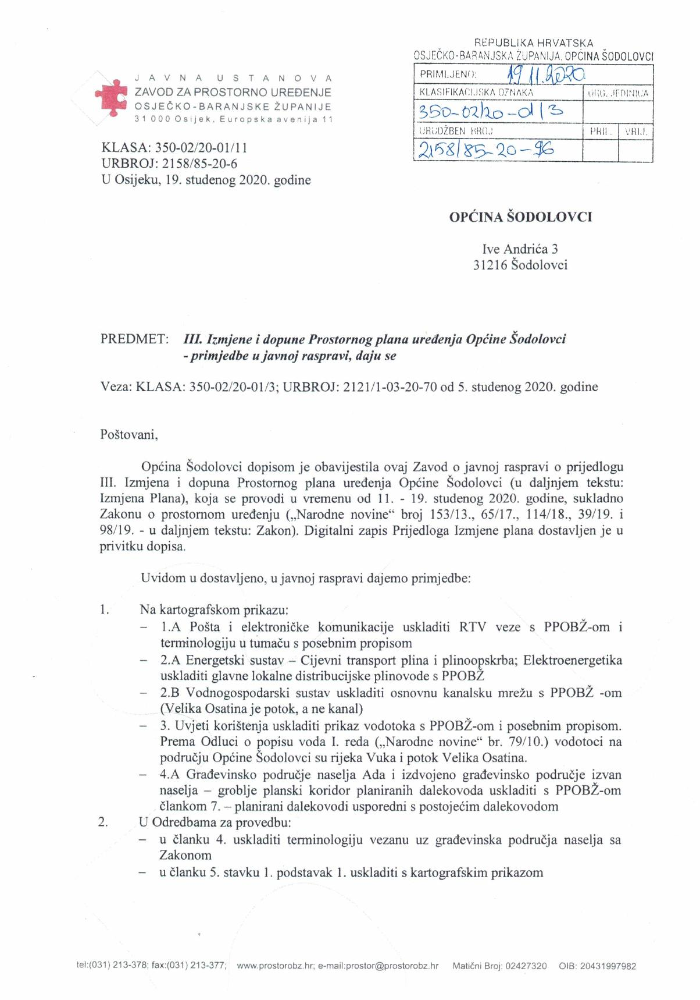 REPUBLIKA HRVATSKA
OSJEČKO-BARANJSKA ŽUPANIJA, OPĆINA ŠODOLOVCI
PRIMLJENO: 19 11.2020.
KLASIFIKACIJSKA OZNAKA ORG. JEDINICA
350-02/20-01/3
URUDŽBEN BROJ PRIL. VRIJ.
2158/85-20-96
JAVNA USTANOVA
ZAVOD ZA PROSTORNO UREĐENJE
OSJEČKO-BARANJSKE ŽUPANIJE
31 000 Osijek, Europska avenija 11
KLASA: 350-02/20-01/11
URBROJ: 2158/85-20-6
U Osijeku, 19. studenog 2020. godine
OPĆINA ŠODOLOVCI
Ive Andrića 3
31216 Šodolovci
PREDMET: III. Izmjene i dopune Prostornog plana uređenja Općine Šodolovci
- primjedbe u javnoj raspravi, daju se
Veza: KLASA: 350-02/20-01/3; URBROJ: 2121/1-03-20-70 od 5. studenog 2020. godine
Poštovani,
Općina Šodolovci dopisom je obavijestila ovaj Zavod o javnoj raspravi o prijedlogu
III. Izmjena i dopuna Prostornog plana uređenja Općine Šodolovci (u daljnjem tekstu:
Izmjena Plana), koja se provodi u vremenu od 11. - 19. studenog 2020. godine, sukladno
Zakonu o prostornom uređenju („Narodne novine“ broj 153/13., 65/17., 114/18., 39/19. i
98/19. - u daljnjem tekstu: Zakon). Digitalni zapis Prijedloga Izmjene plana dostavljen je u
privitku dopisa.
Uvidom u dostavljeno, u javnoj raspravi dajemo primjedbe:
1. Na kartografskom prikazu:
– 1.A Pošta i elektroničke komunikacije uskladiti RTV veze s PPOBŽ-om i
terminologiju u tumaču s posebnim propisom
– 2.A Energetski sustav – Cijevni transport plina i plinoopskrba; Elektroenergetika
uskladiti glavne lokalne distribucijske plinovode s PPOBŽ
– 2.B Vodnogospodarski sustav uskladiti osnovnu kanalsku mrežu s PPOBŽ -om
(Velika Osatina je potok, a ne kanal)
– 3. Uvjeti korištenja uskladiti prikaz vodotoka s PPOBŽ-om i posebnim propisom.
Prema Odluci o popisu voda I. reda („Narodne novine“ br. 79/10.) vodotoci na
području Općine Šodolovci su rijeka Vuka i potok Velika Osatina.
– 4.A Građevinsko područje naselja Ada i izdvojeno građevinsko područje izvan
naselja – groblje planski koridor planiranih dalekovoda uskladiti s PPOBŽ-om
člankom 7. – planirani dalekovodi usporedni s postojećim dalekovodom
2. U Odredbama za provedbu:
– u članku 4. uskladiti terminologiju vezanu uz građevinska područja naselja sa
Zakonom
– u članku 5. stavku 1. podstavak 1. uskladiti s kartografskim prikazom
tel:(031) 213-378; fax:(031) 213-377; www.prostorobz.hr; e-mail:prostor@prostorobz.hr Matični Broj: 02427320 OIB: 20431997982